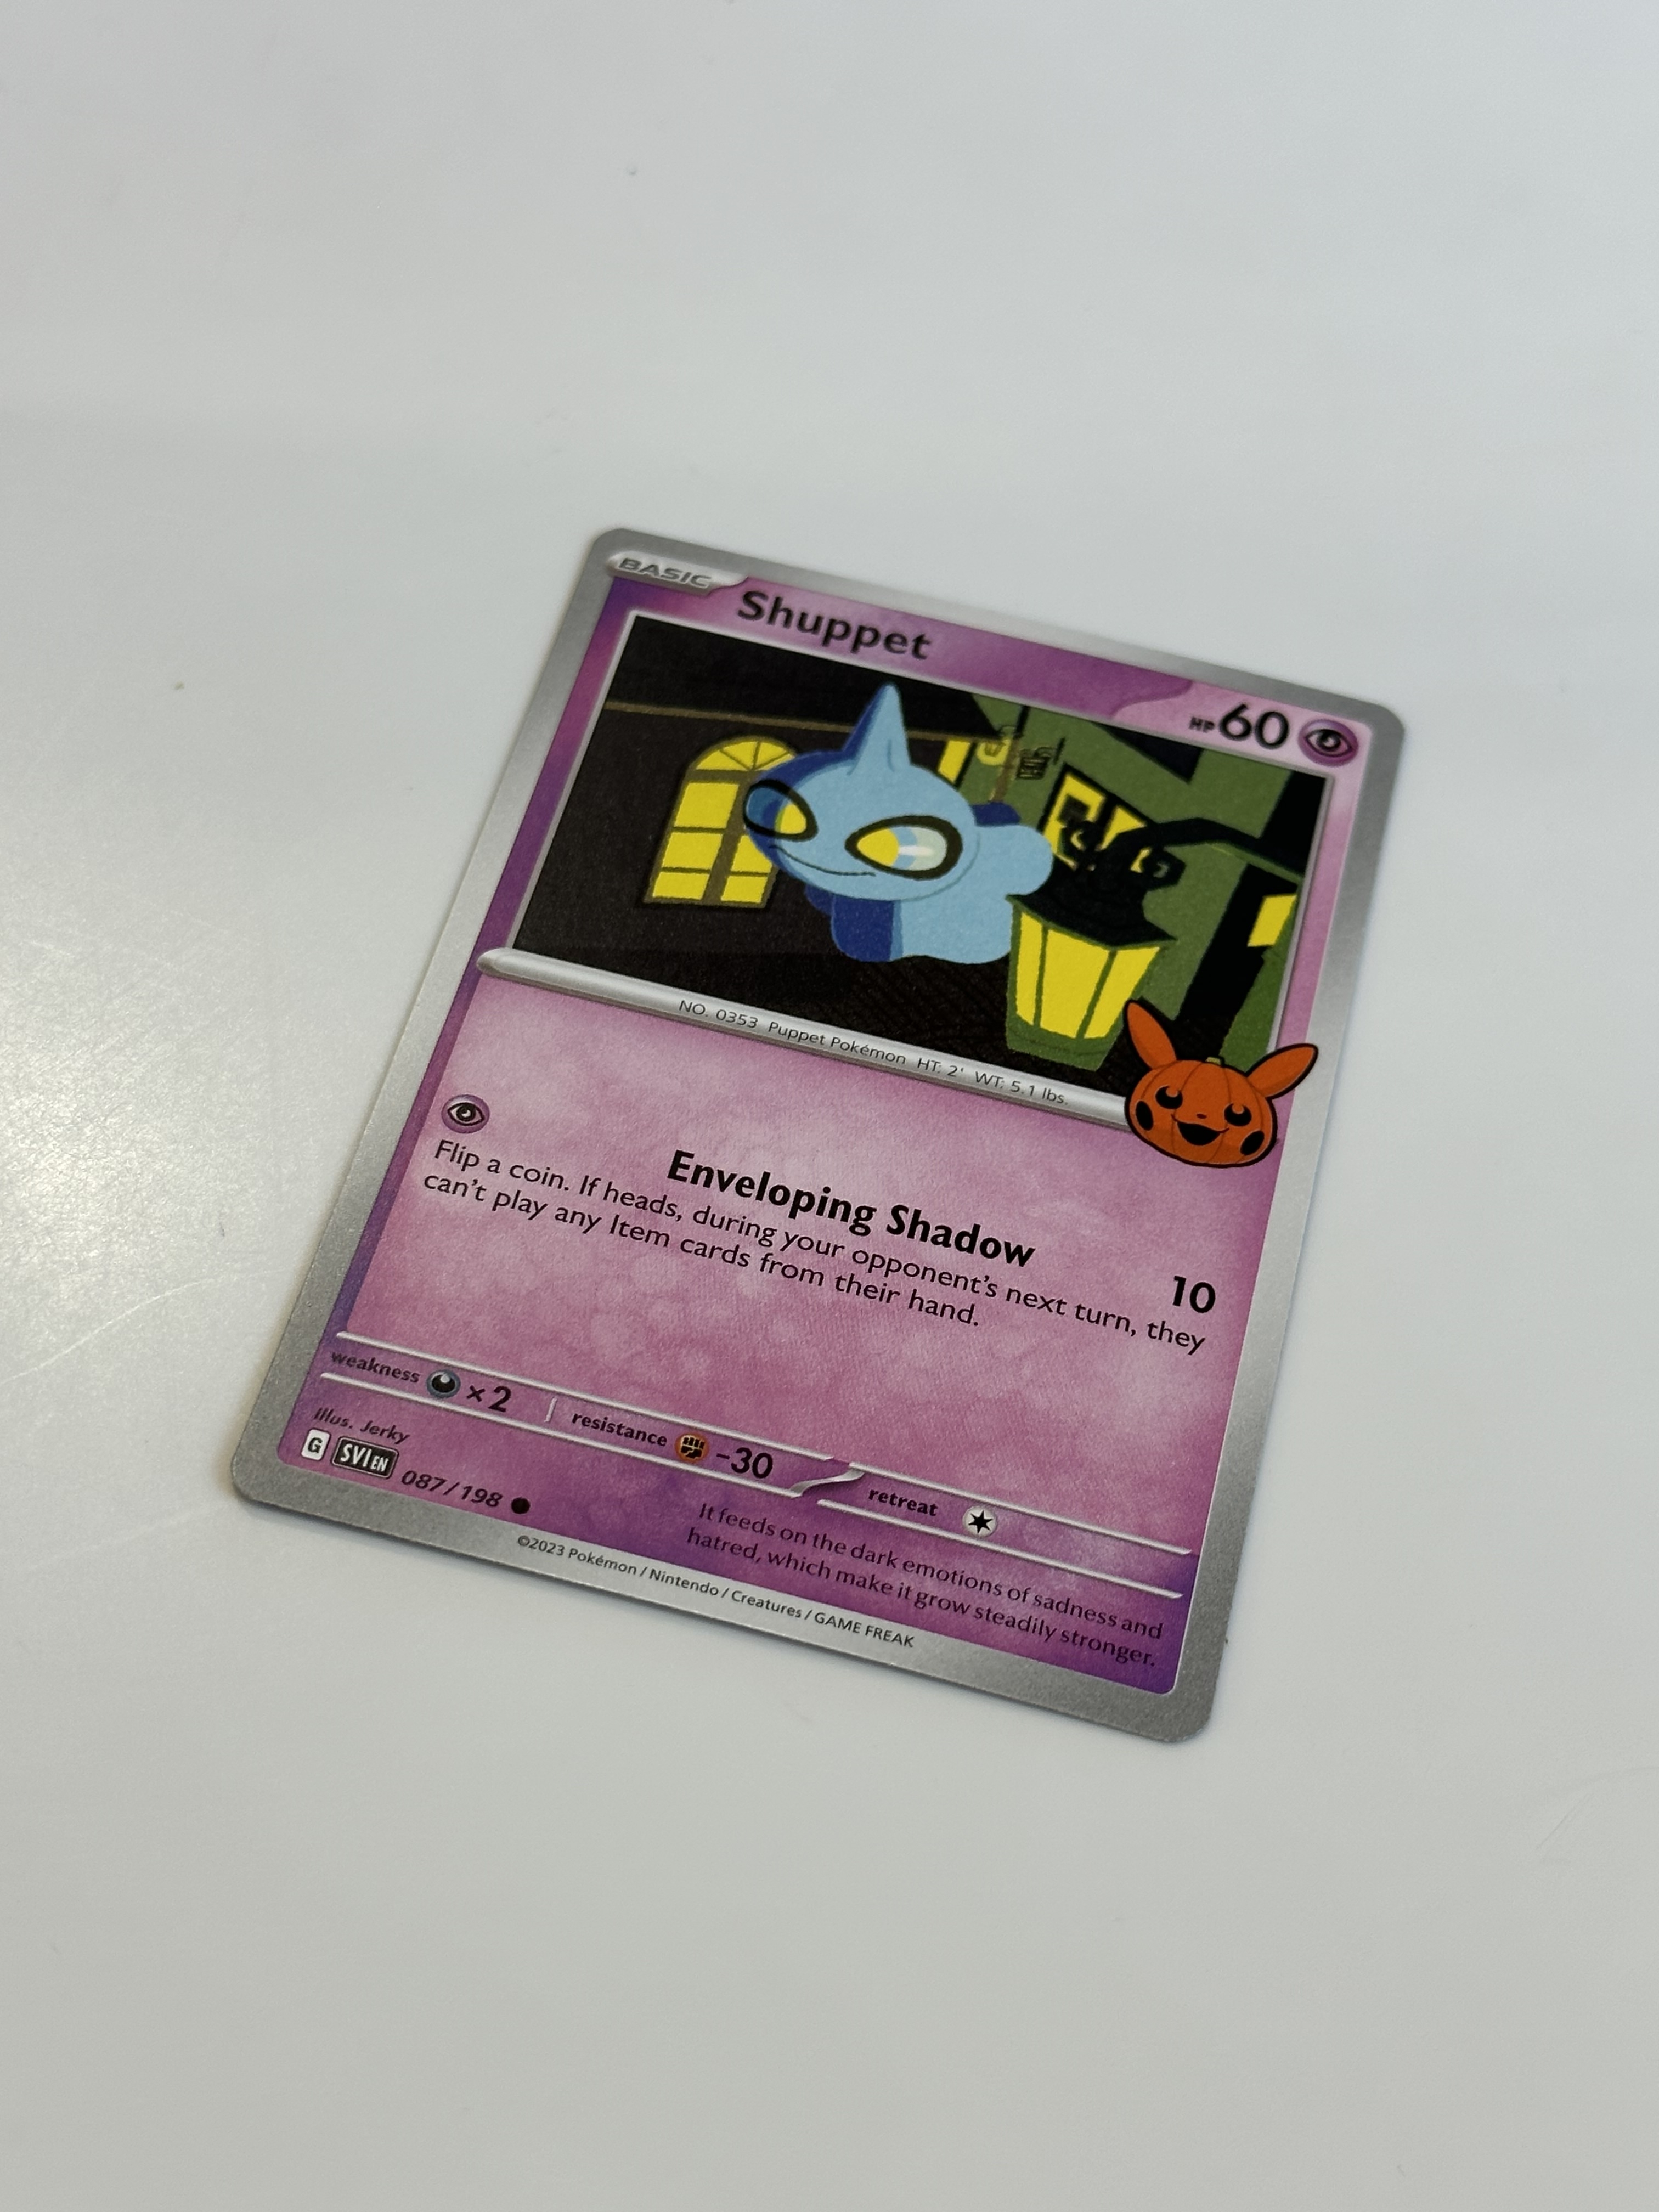 BASIC
Shuppet
HP 60
NO. 0353 Puppet Pokémon HT: 2' WT: 5.1 lbs.
Enveloping Shadow
10
Flip a coin. If heads, during your opponent's next turn, they
can't play any Item cards from their hand.
weakness ×2
resistance -30
retreat
Illus. Jerky
G SVI EN 087/198
It feeds on the dark emotions of sadness and
hatred, which make it grow steadily stronger.
©2023 Pokémon / Nintendo / Creatures / GAME FREAK